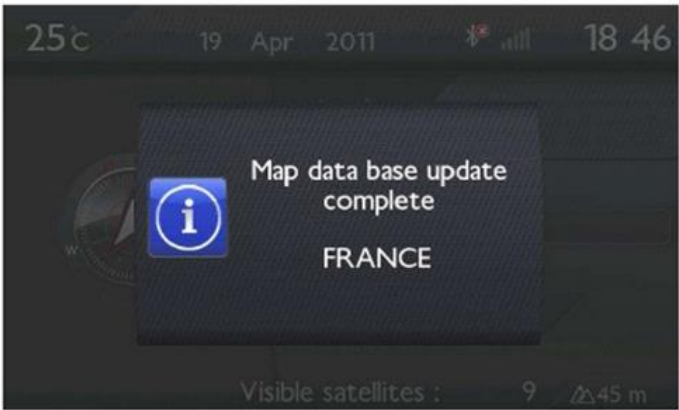 25°c 19 Apr 2011 18 46
Map data base update
complete
i
FRANCE
W
Visible satellites : 9 45 m